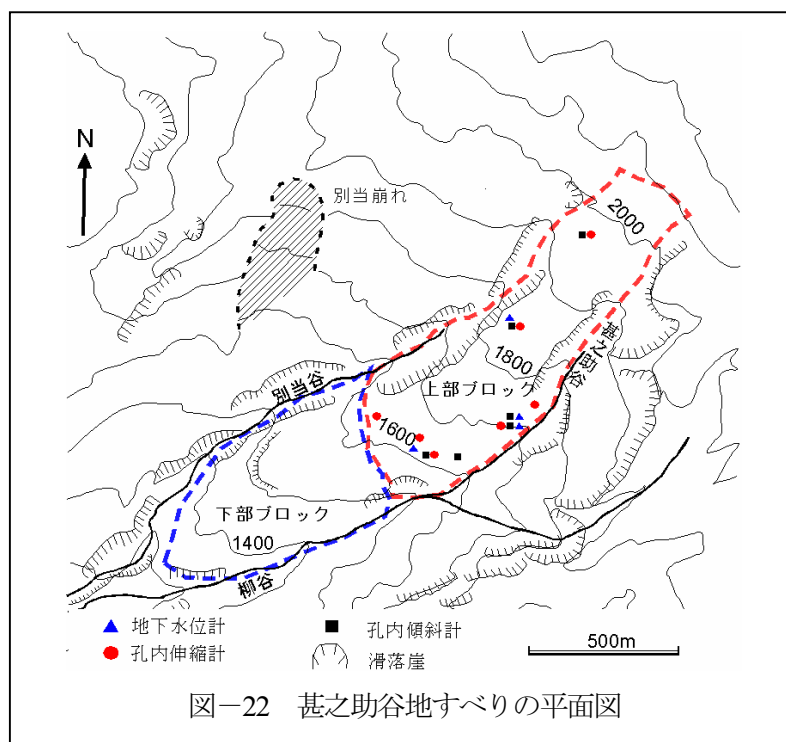 N
別当崩れ
2000
甚之助谷
1800
別当谷
上部ブロック
1600
下部ブロック
1400
柳谷
地下水位計
孔内傾斜計
孔内伸縮計
滑落崖
500m
図－22 甚之助谷地すべりの平面図